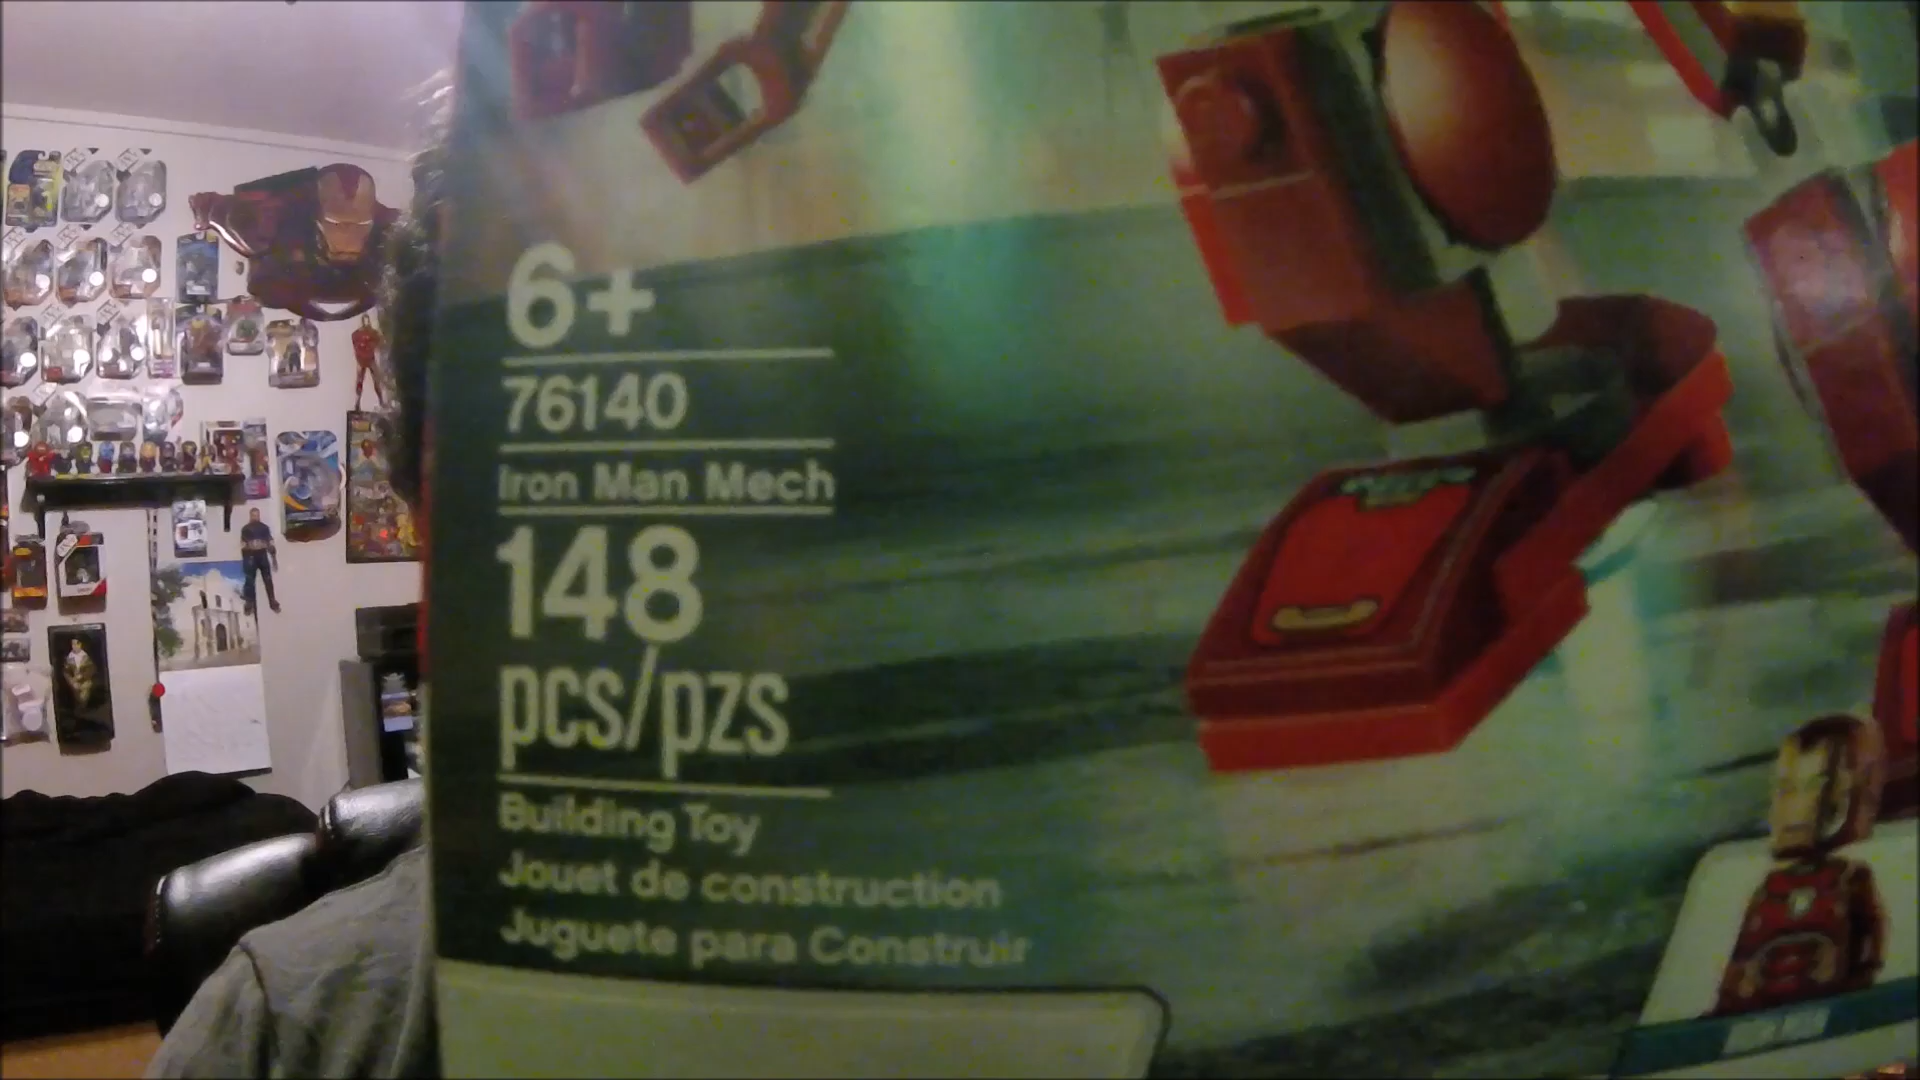 6+
76140
Iron Man Mech
148
pcs/pzs
Building Toy
Jouet de construction
Juguete para Construir